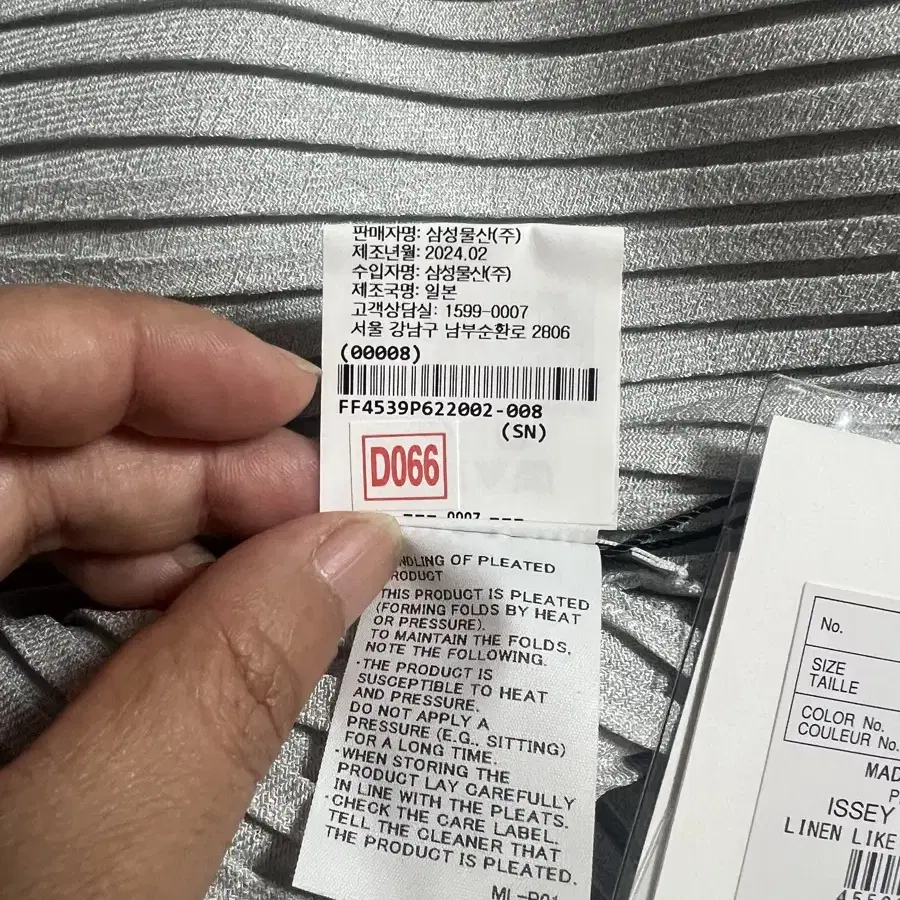 판매자명: 삼성물산(주)
제조년월: 2024.02
수입자명: 삼성물산(주)
제조국명: 일본
고객상담실: 1599-0007
서울 강남구 남부순환로 2806
(00008)
FF4539P622002-008
(SN)
D066
0007
OF PLEATED
THIS PRODUCT IS PLEATED
(FORMING FOLDS BY HEAT
OR PRESSURE).
TO MAINTAIN THE FOLDS,
NOTE THE FOLLOWING.
·THE PRODUCT IS
SUSCEPTIBLE TO HEAT
AND PRESSURE.
DO NOT APPLY A
PRESSURE (E.G., SITTING)
FOR A LONG TIME.
·WHEN STORING THE
PRODUCT LAY CAREFULLY
IN LINE WITH THE PLEATS.
·CHECK THE CARE LABEL.
TELL THE CLEANER THAT
THE PRODUCT IS PLEATED.
No.
SIZE
TAILLE
COLOR No.
COULEUR No.
MAD
P
ISSEY
LINEN LIKE